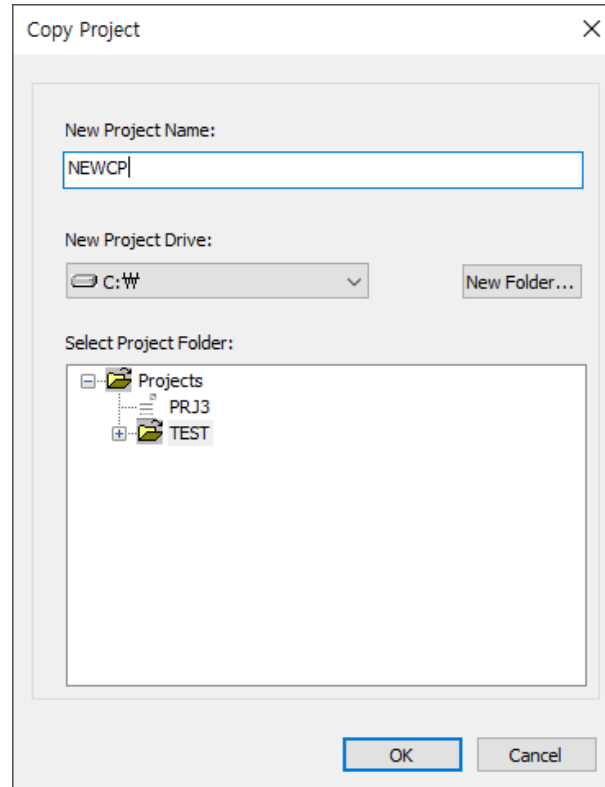 Copy Project
New Project Name:
NEWCP
New Project Drive:
C:₩
New Folder...
Select Project Folder:
Projects
PRJ3
TEST
OK
Cancel